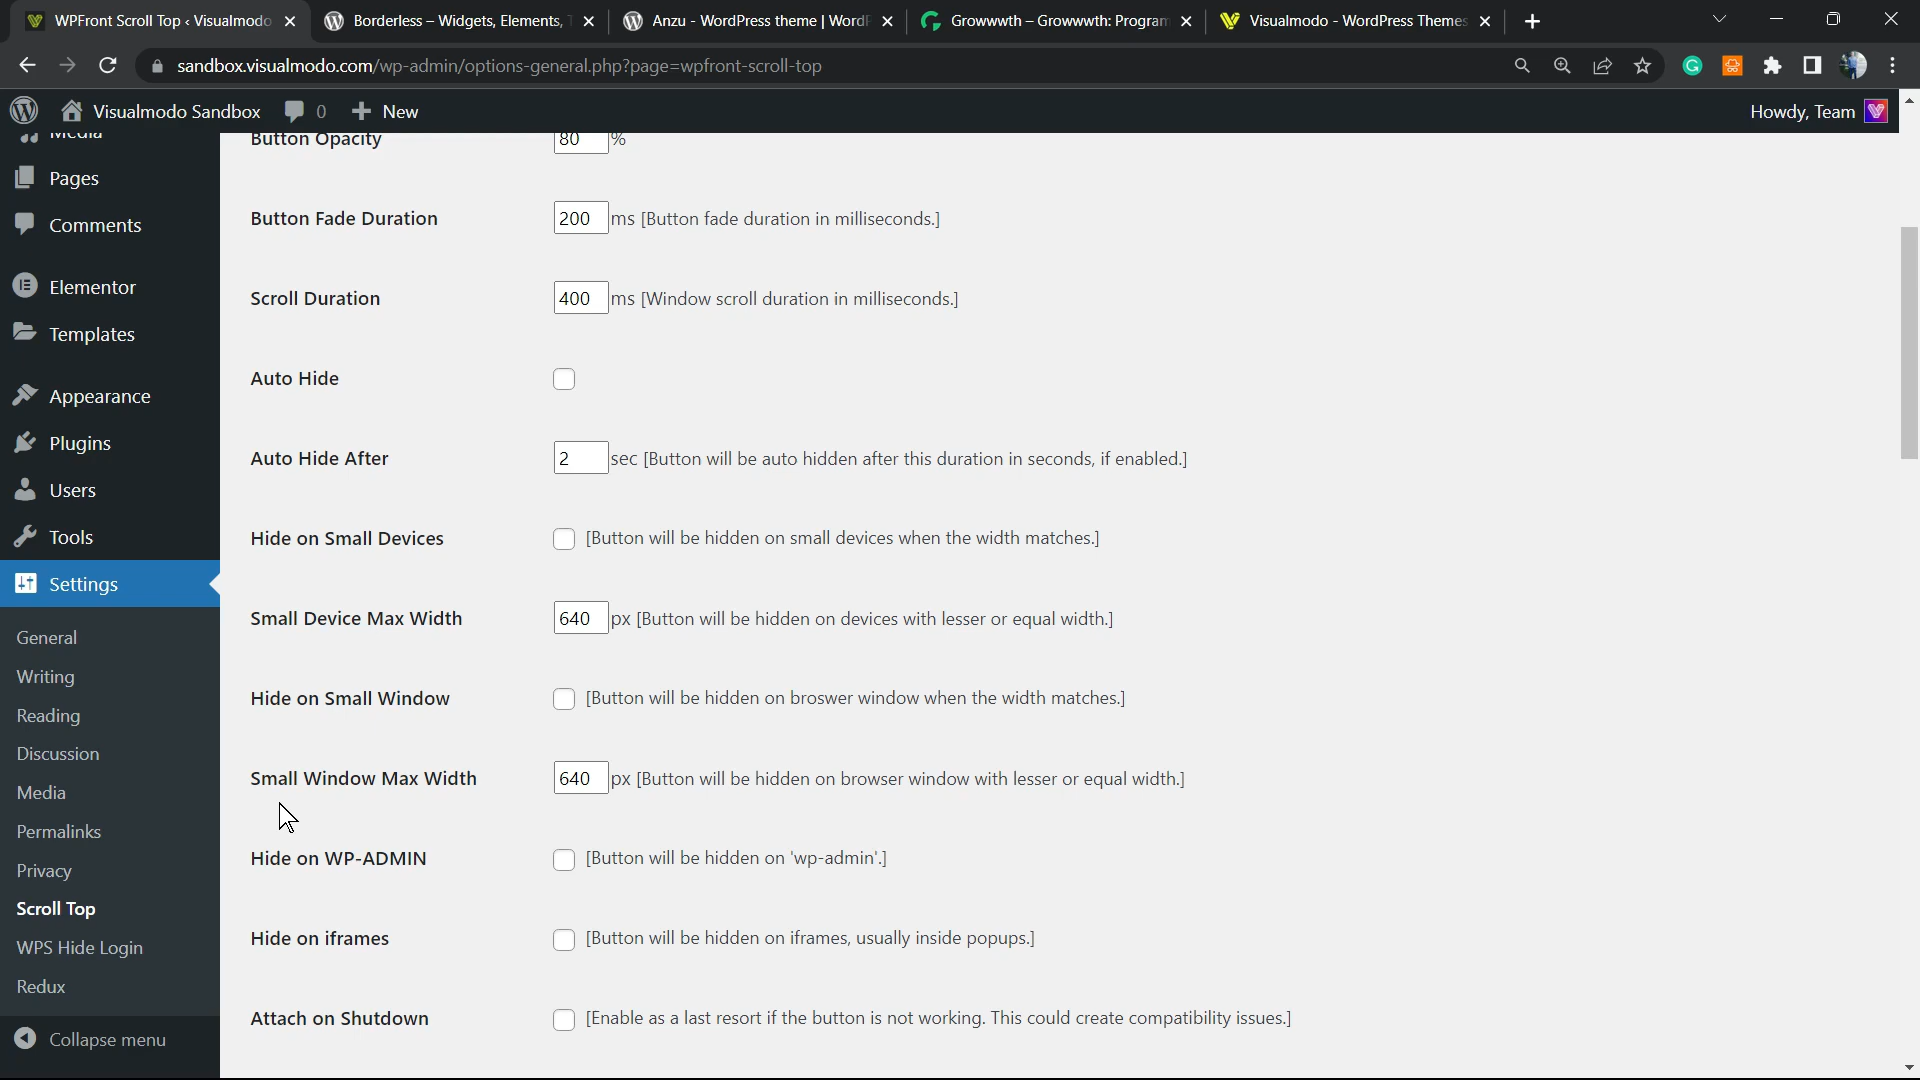 WPFront Scroll Top ‹ Visualmodo
Borderless – Widgets, Elements,
Anzu - WordPress theme | Word
Growwwth – Growwwth: Program
Visualmodo - WordPress Themes
sandbox.visualmodo.com/wp-admin/options-general.php?page=wpfront-scroll-top
Visualmodo Sandbox
0
New
Howdy, Team
Media
Pages
Comments
Elementor
Templates
Appearance
Plugins
Users
Tools
Settings
General
Writing
Reading
Discussion
Media
Permalinks
Privacy
Scroll Top
WPS Hide Login
Redux
Collapse menu
Button Opacity 80 %
Button Fade Duration 200 ms [Button fade duration in milliseconds.]
Scroll Duration 400 ms [Window scroll duration in milliseconds.]
Auto Hide
Auto Hide After 2 sec [Button will be auto hidden after this duration in seconds, if enabled.]
Hide on Small Devices [Button will be hidden on small devices when the width matches.]
Small Device Max Width 640 px [Button will be hidden on devices with lesser or equal width.]
Hide on Small Window [Button will be hidden on broswer window when the width matches.]
Small Window Max Width 640 px [Button will be hidden on browser window with lesser or equal width.]
Hide on WP-ADMIN [Button will be hidden on 'wp-admin'.]
Hide on iframes [Button will be hidden on iframes, usually inside popups.]
Attach on Shutdown [Enable as a last resort if the button is not working. This could create compatibility issues.]